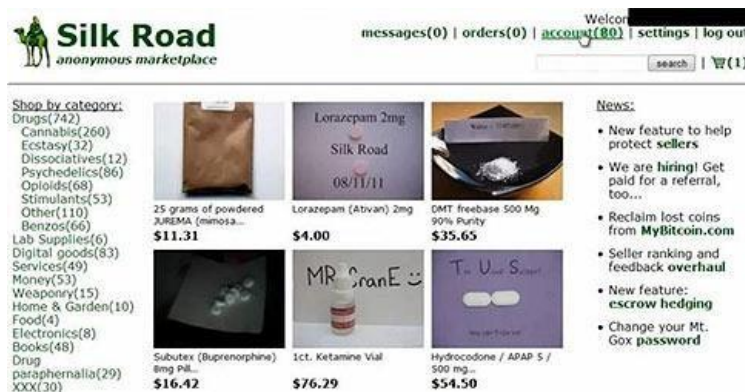 Silk Road
anonymous marketplace
Welcom
messages(0) | orders(0) | account(฿0) | settings | log out
search
(1)
Shop by category:
Drugs(742)
Cannabis(260)
Ecstasy(32)
Dissociatives(12)
Psychedelics(86)
Opioids(68)
Stimulants(53)
Other(110)
Benzos(66)
Lab Supplies(6)
Digital goods(83)
Services(49)
Money(53)
Weaponry(15)
Home & Garden(10)
Food(4)
Electronics(8)
Books(48)
Drug
paraphernalia(29)
XXX(30)
Lorazepam 2mg
Silk Road
08/11/11
25 grams of powdered
JUREMA (mimosa...
$11.31
Lorazepam (Ativan) 2mg
$4.00
DMT freebase 500 Mg
90% Purity
$35.65
MR CranE
Subutex (Buprenorphine)
8mg Pill...
$16.42
1ct. Ketamine Vial
$76.29
Hydrocodone / APAP 5 /
500 mg...
$54.50
News:
• New feature to help
protect sellers
• We are hiring! Get
paid for a referral,
too...
• Reclaim lost coins
from MyBitcoin.com
• Seller ranking and
feedback overhaul
• New feature:
escrow hedging
• Change your Mt.
Gox password